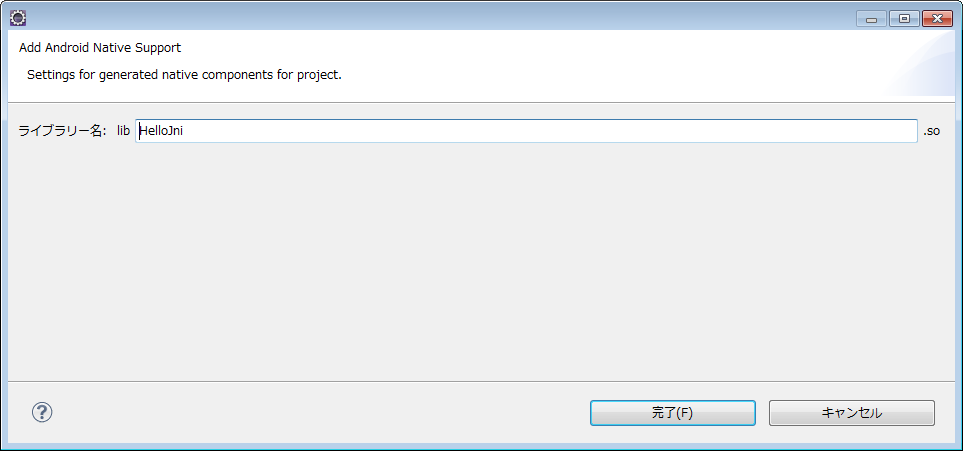 Add Android Native Support
Settings for generated native components for project.
ライブラリー名: lib HelloJni .so
完了(F) キャンセル